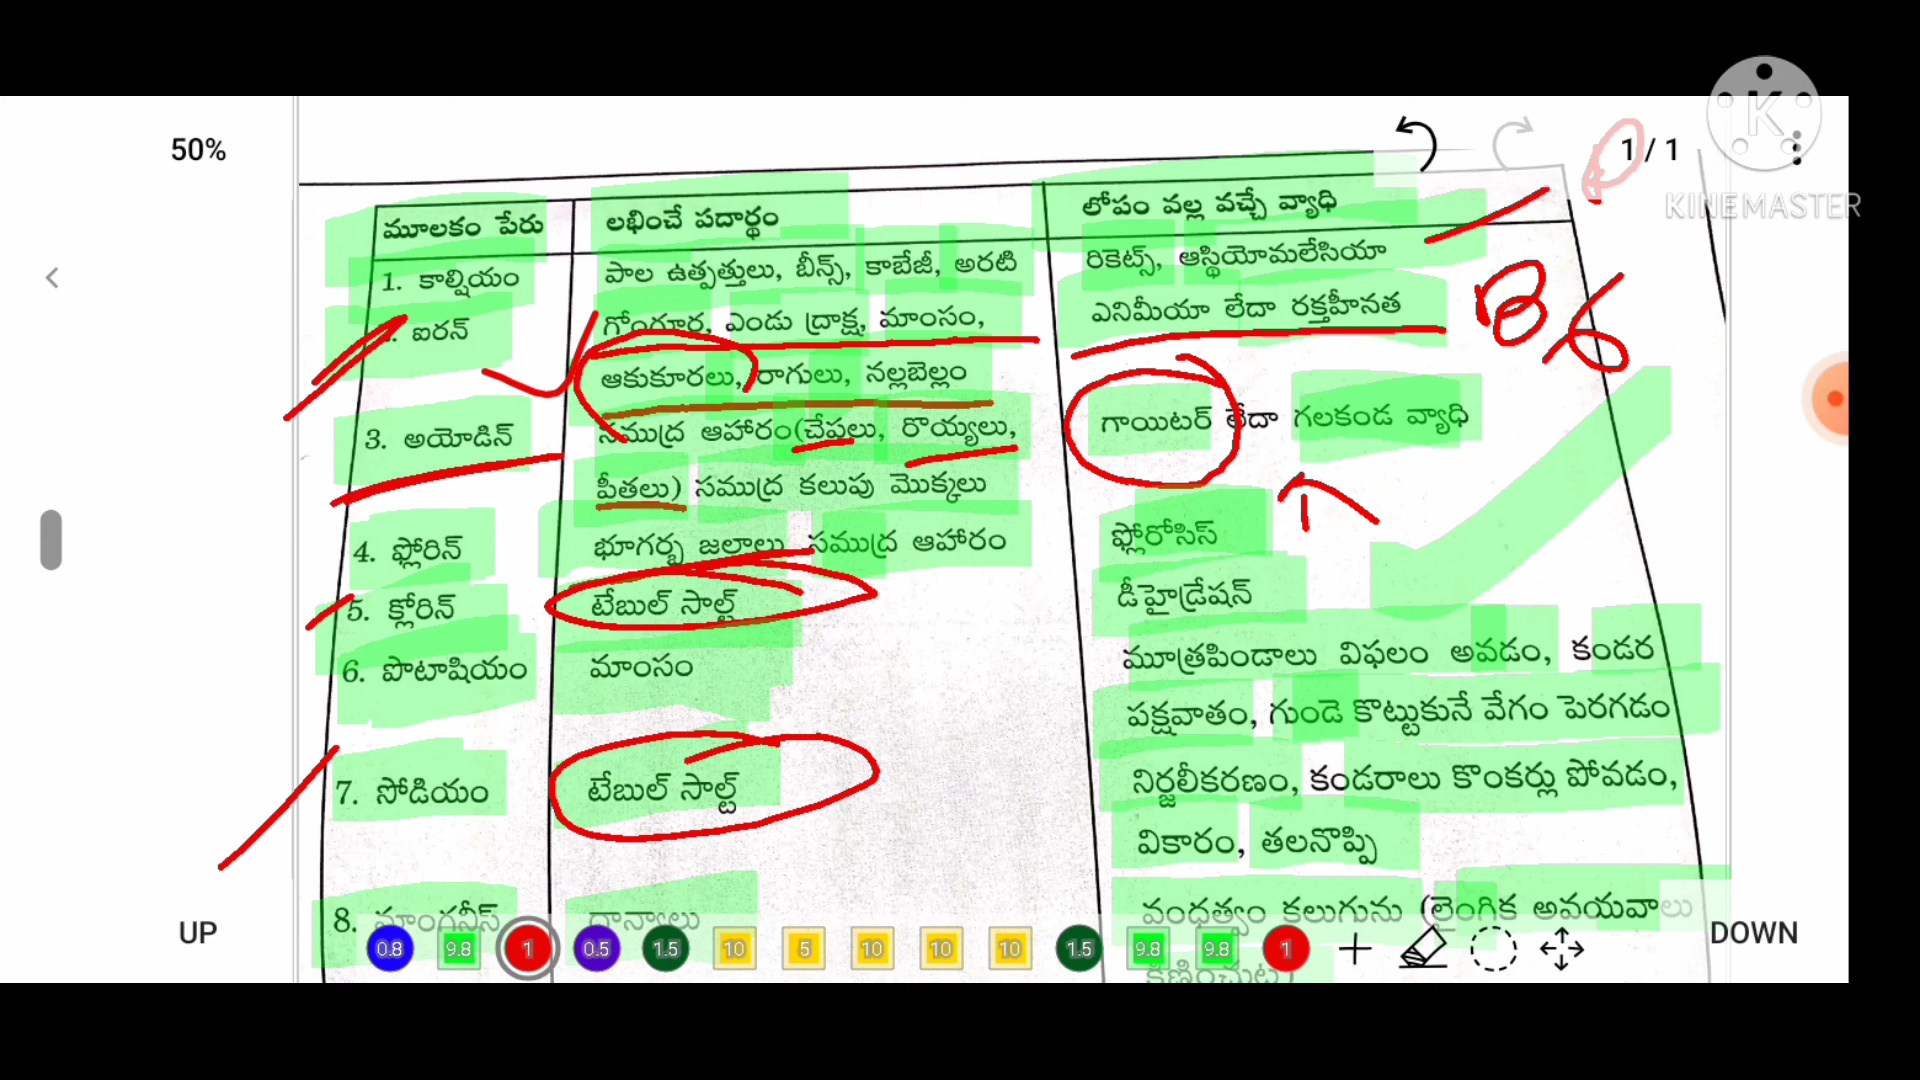 50%
1 / 1
KINEMASTER
మూలకం పేరు లభించే పదార్థం లోపం వల్ల వచ్చే వ్యాధి
1. కాల్షియం పాల ఉత్పత్తులు, బీన్స్, కాబేజీ, అరటి రికెట్స్, ఆస్థియోమలేసియా
ఐరన్ గోంగూర, ఎండు ద్రాక్ష, మాంసం, ఎనిమీయా లేదా రక్తహీనత
B6
ఆకుకూరలు, రాగులు, నల్లబెల్లం
3. అయోడిన్ సముద్ర ఆహారం(చేపలు, రొయ్యలు, గాయిటర్ లేదా గలకండ వ్యాధి
పీతలు) సముద్ర కలుపు మొక్కలు
4. ఫ్లోరిన్ భూగర్భ జలాలు, సముద్ర ఆహారం ఫ్లోరోసిస్
5. క్లోరిన్ టేబుల్ సాల్ట్ డీహైడ్రేషన్
6. పొటాషియం మాంసం మూత్రపిండాలు విఫలం అవడం, కండర
పక్షవాతం, గుండె కొట్టుకునే వేగం పెరగడం
7. సోడియం టేబుల్ సాల్ట్ నిర్జలీకరణం, కండరాలు కొంకర్లు పోవడం,
వికారం, తలనొప్పి
8. మాంగనీస్ ధాన్యాలు వంధత్వం కలుగును (లైంగిక అవయవాలు
UP DOWN
0.8 9.8 1 0.5 1.5 10 5 10 10 10 1.5 9.8 9.8 1